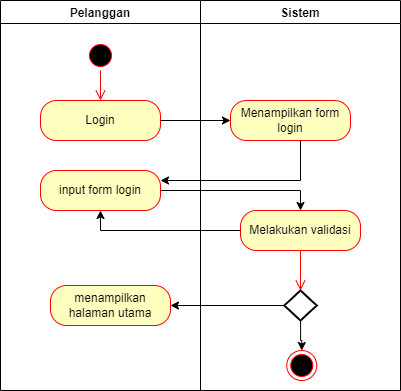 Pelanggan
Sistem
Login
Menampilkan form
login
input form login
Melakukan validasi
menampilkan
halaman utama